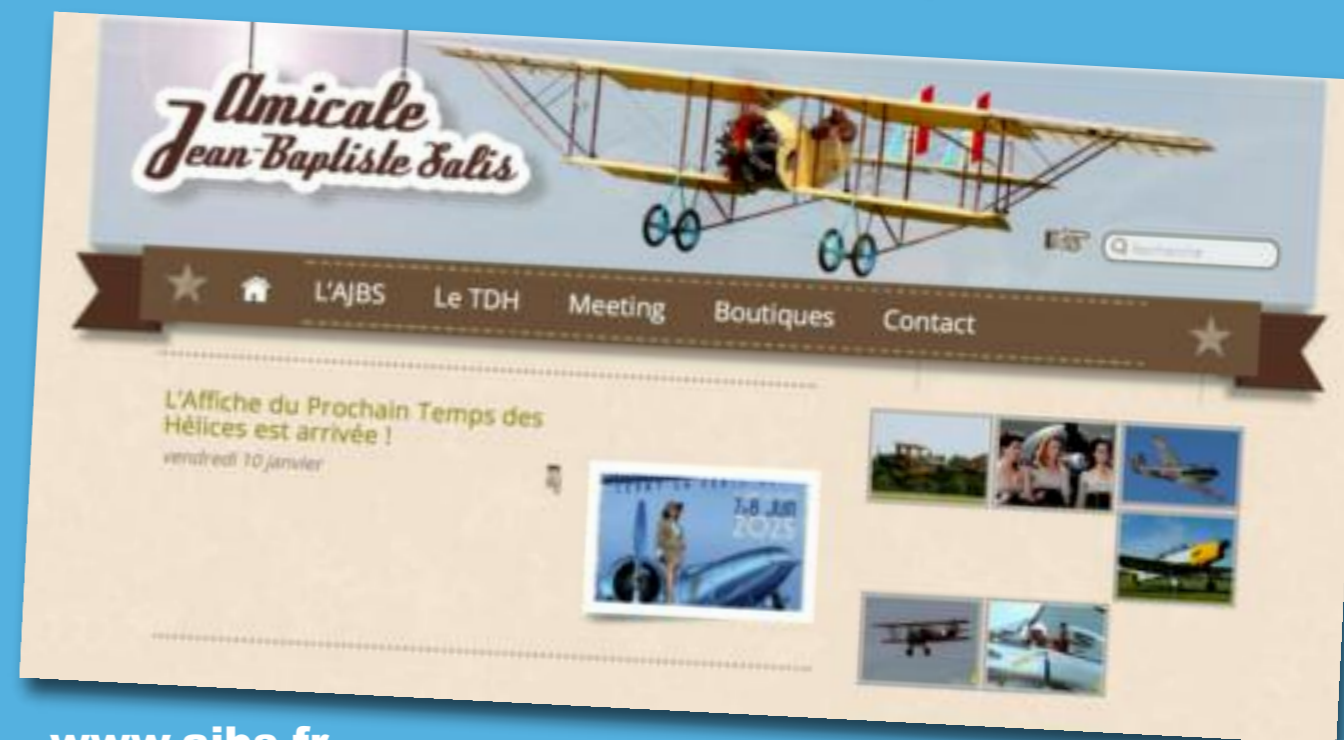 Amicale
Jean-Baptiste Salis
Recherche
L'AJBS Le TDH Meeting Boutiques Contact
L'Affiche du Prochain Temps des
Hélices est arrivée !
vendredi 10 janvier
7-8 JUIN
2025
www.ajbs.fr